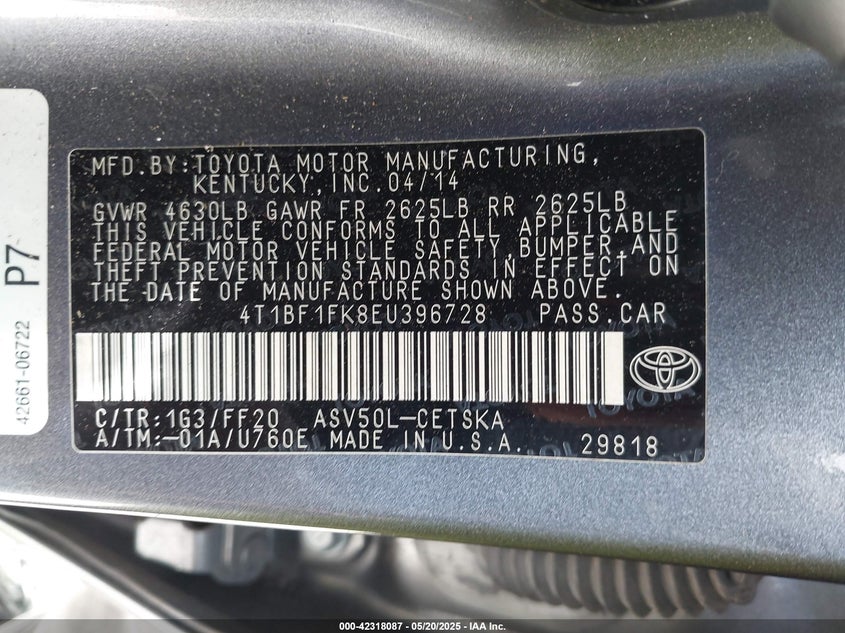 MFD.BY:TOYOTA MOTOR MANUFACTURING,
KENTUCKY,INC.04/14
GVWR 4630LB GAWR FR 2625LB RR 2625LB
THIS VEHICLE CONFORMS TO ALL APPLICABLE
FEDERAL MOTOR VEHICLE SAFETY,BUMPER,AND
THEFT PREVENTION STANDARDS IN EFFECT ON
THE DATE OF MANUFACTURE SHOWN ABOVE.
4T1BF1FK8EU396728 PASS.CAR
C/TR:1G3/FF20 ASV50L-CETSKA
A/TM:-01A/U760E MADE IN U.S.A. 29818
42661-06722 P7
000-42318087 - 05/20/2025 - IAA Inc.